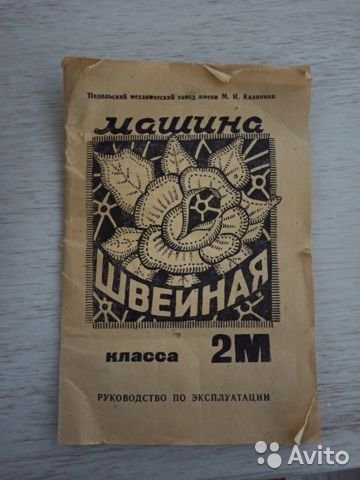 Подольский механический завод имени М. И. Калинина
машина
ШВЕЙНАЯ
класса 2М
РУКОВОДСТВО ПО ЭКСПЛУАТАЦИИ
Avito